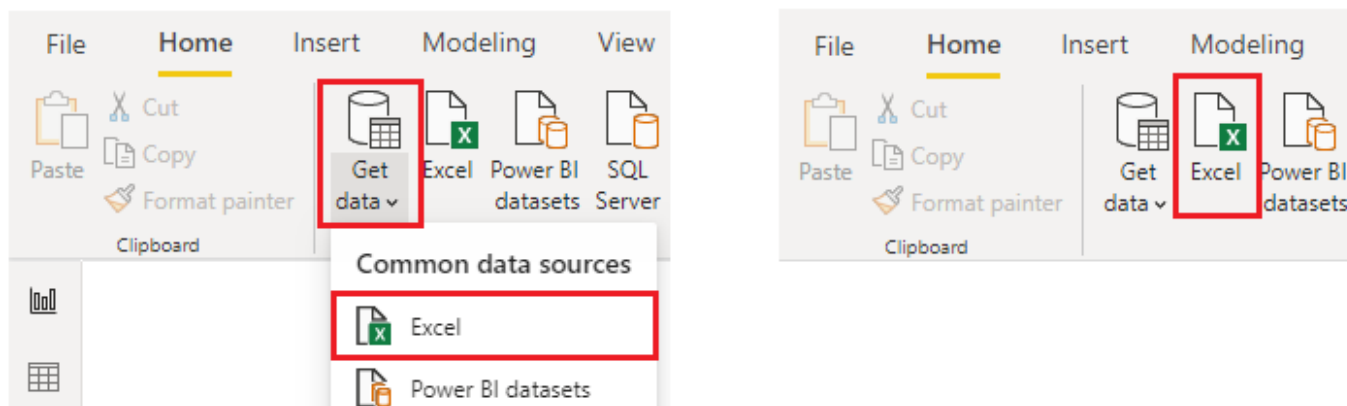 File Home Insert Modeling View
Cut
Copy
Paste
Format painter
Clipboard
Get data
Excel
Power BI datasets
SQL Server
Common data sources
Excel
Power BI datasets
File Home Insert Modeling
Cut
Copy
Paste
Format painter
Clipboard
Get data
Excel
Power BI datasets